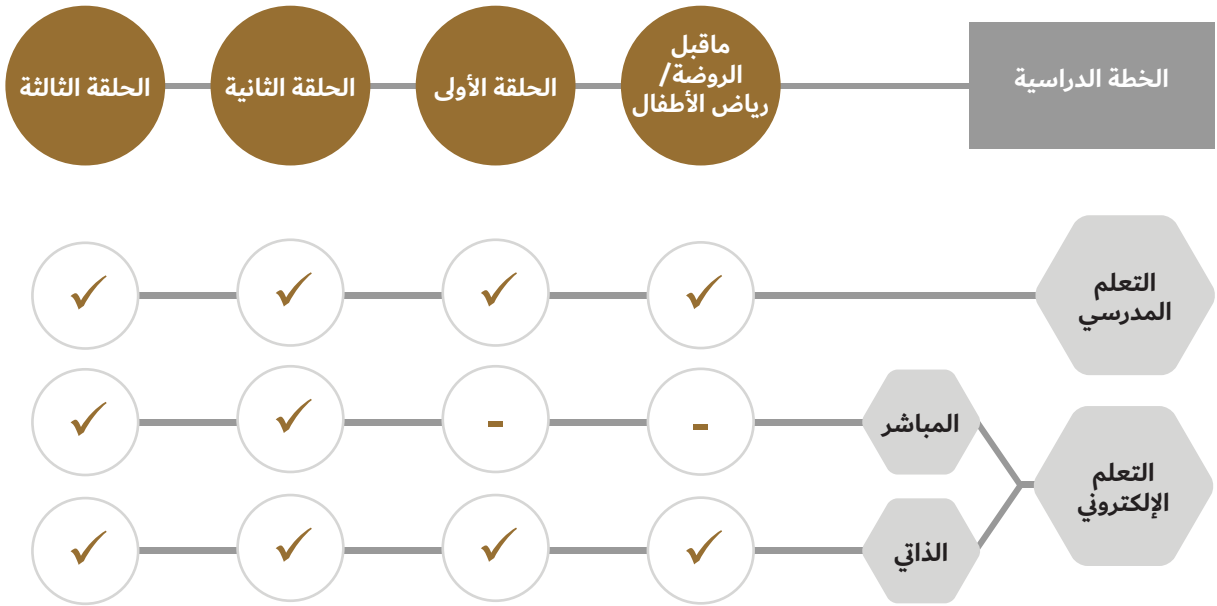 الخطة الدراسية
ماقبل
الروضة/
رياض الأطفال
الحلقة الأولى
الحلقة الثانية
الحلقة الثالثة
التعلم
المدرسي
✓
✓
✓
✓
التعلم
الإلكتروني
المباشر
-
-
✓
✓
الذاتي
✓
✓
✓
✓